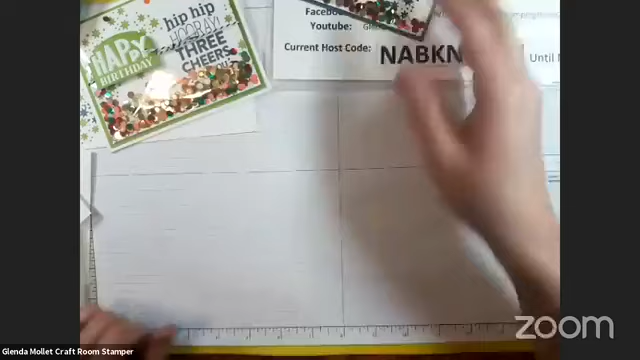 hip hip
HOORAY!
THREE
CHEERS
HAPPY
BIRTHDAY
Facebo
Youtube: Gle
Current Host Code: NABKN
Until
zoom
Glenda Mollet Craft Room Stamper